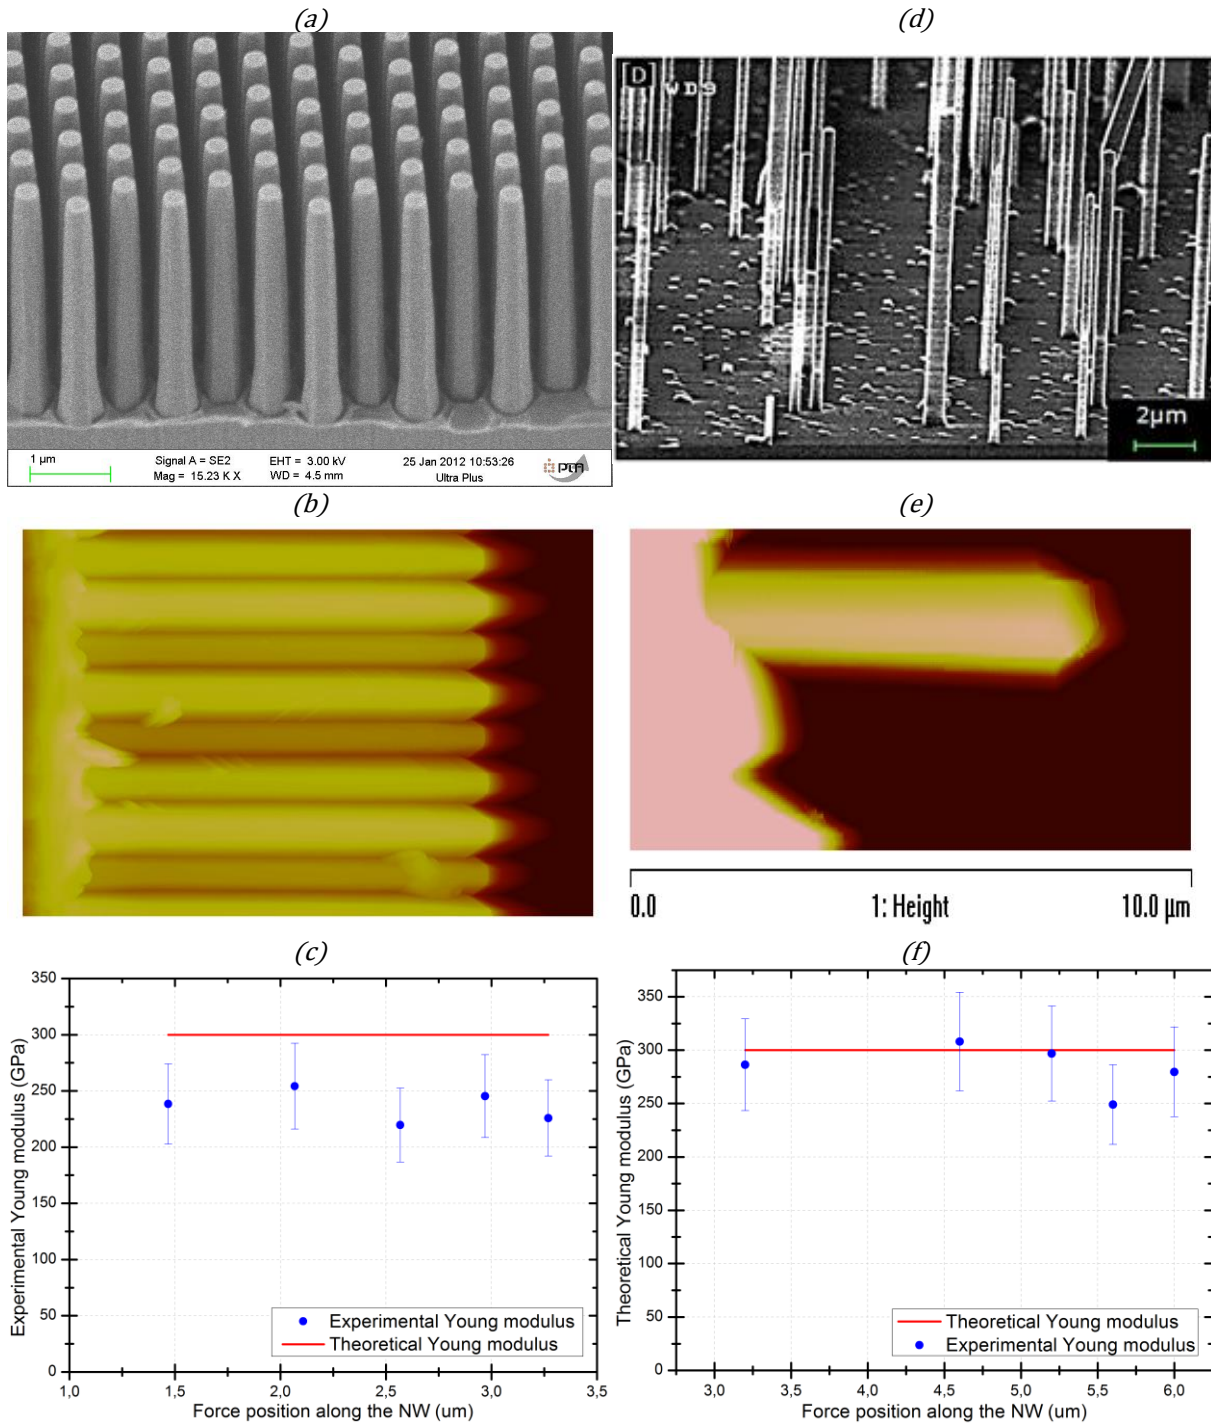 (a)
1 µm
Signal A = SE2
Mag = 15.23 K X
EHT = 3.00 kV
WD = 4.5 mm
25 Jan 2012 10:53:26
Ultra Plus
PTA
(b)
(c)
350
300
250
200
150
100
50
0
Experimental Young modulus (GPa)
Experimental Young modulus
Theoretical Young modulus
1,0 1,5 2,0 2,5 3,0 3,5
Force position along the NW (um)
(d)
[D] WD9
2µm
(e)
0.0 1: Height 10.0 µm
(f)
350
300
250
200
150
100
50
0
Theoretical Young modulus (GPa)
Theoretical Young modulus
Experimental Young modulus
3,0 3,5 4,0 4,5 5,0 5,5 6,0
Force position along the NW (um)